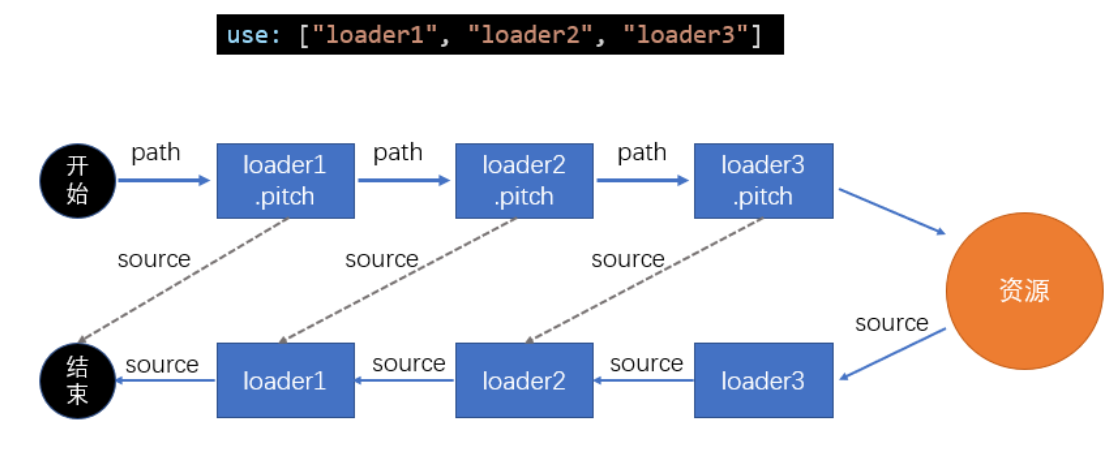 use: ["loader1", "loader2", "loader3"]
开
始
path
loader1
.pitch
path
loader2
.pitch
path
loader3
.pitch
source
source
source
资源
source
结
束
source
loader1
source
loader2
source
loader3